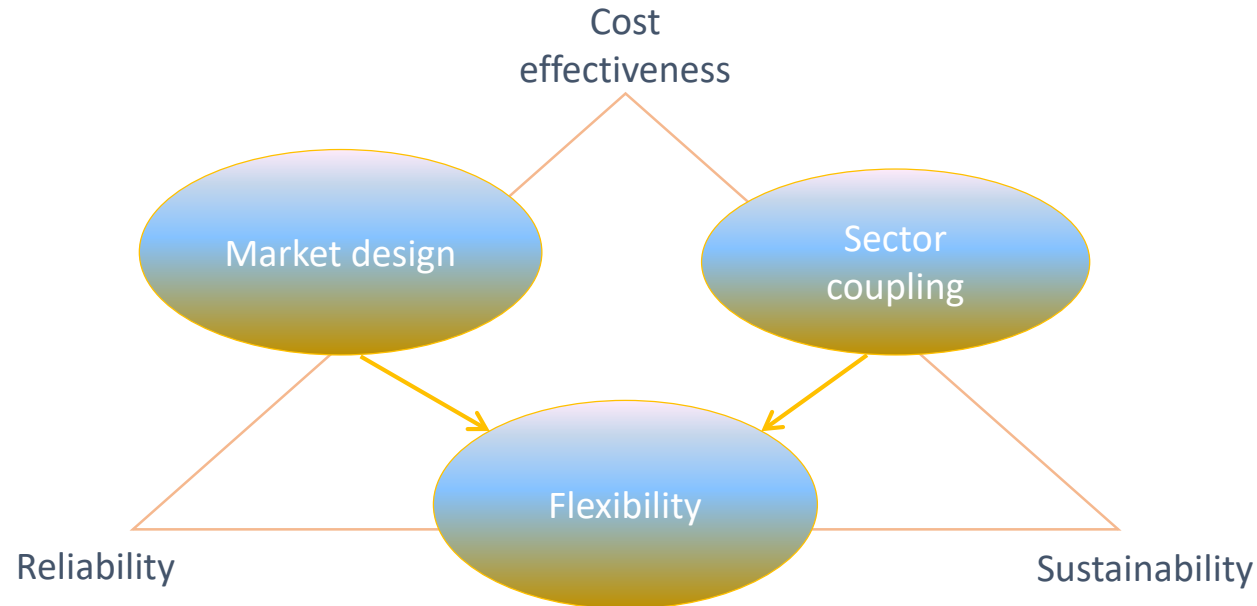 Cost
effectiveness
Market design
Sector
coupling
Flexibility
Reliability
Sustainability